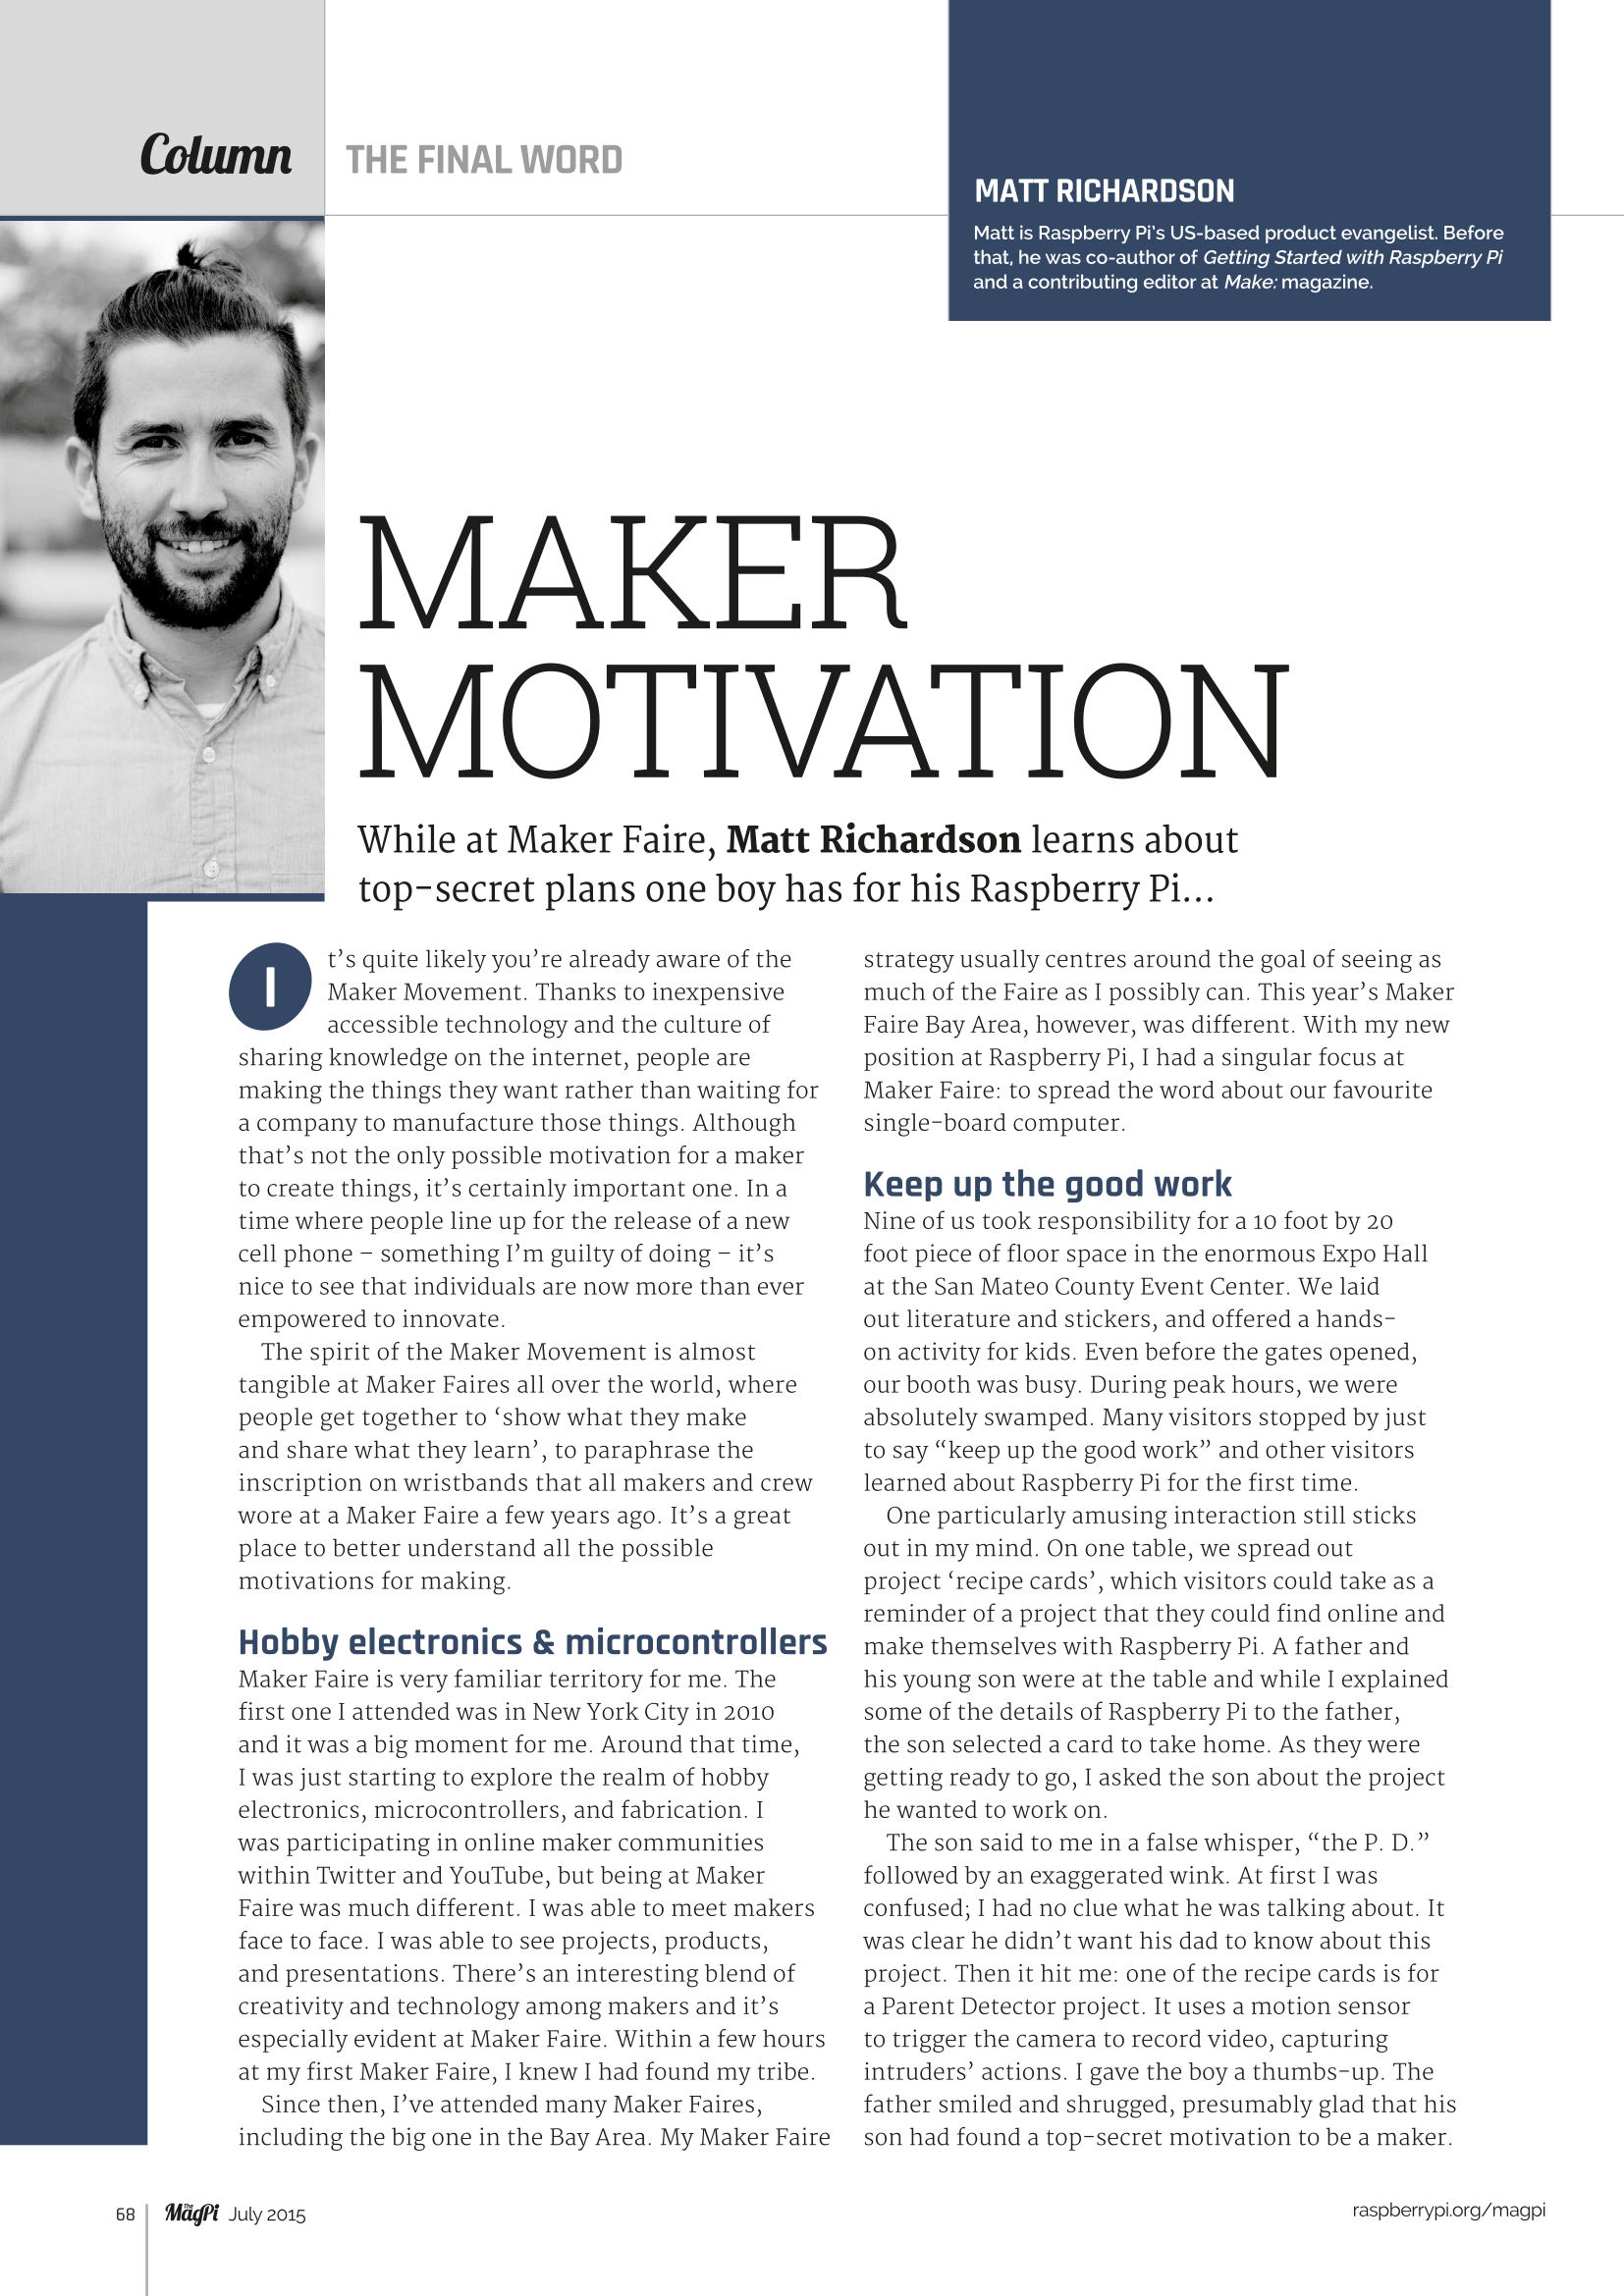 Column
THE FINAL WORD
MATT RICHARDSON
Matt is Raspberry Pi's US-based product evangelist. Before
that, he was co-author of Getting Started with Raspberry Pi
and a contributing editor at Make: magazine.
MAKER
MOTIVATION
While at Maker Faire, Matt Richardson learns about
top-secret plans one boy has for his Raspberry Pi...
It's quite likely you're already aware of the
Maker Movement. Thanks to inexpensive
accessible technology and the culture of
sharing knowledge on the internet, people are
making the things they want rather than waiting for
a company to manufacture those things. Although
that's not the only possible motivation for a maker
to create things, it's certainly important one. In a
time where people line up for the release of a new
cell phone – something I'm guilty of doing – it's
nice to see that individuals are now more than ever
empowered to innovate.
The spirit of the Maker Movement is almost
tangible at Maker Faires all over the world, where
people get together to ‘show what they make
and share what they learn’, to paraphrase the
inscription on wristbands that all makers and crew
wore at a Maker Faire a few years ago. It's a great
place to better understand all the possible
motivations for making.
Hobby electronics & microcontrollers
Maker Faire is very familiar territory for me. The
first one I attended was in New York City in 2010
and it was a big moment for me. Around that time,
I was just starting to explore the realm of hobby
electronics, microcontrollers, and fabrication. I
was participating in online maker communities
within Twitter and YouTube, but being at Maker
Faire was much different. I was able to meet makers
face to face. I was able to see projects, products,
and presentations. There's an interesting blend of
creativity and technology among makers and it's
especially evident at Maker Faire. Within a few hours
at my first Maker Faire, I knew I had found my tribe.
Since then, I've attended many Maker Faires,
including the big one in the Bay Area. My Maker Faire
strategy usually centres around the goal of seeing as
much of the Faire as I possibly can. This year's Maker
Faire Bay Area, however, was different. With my new
position at Raspberry Pi, I had a singular focus at
Maker Faire: to spread the word about our favourite
single-board computer.
Keep up the good work
Nine of us took responsibility for a 10 foot by 20
foot piece of floor space in the enormous Expo Hall
at the San Mateo County Event Center. We laid
out literature and stickers, and offered a hands-
on activity for kids. Even before the gates opened,
our booth was busy. During peak hours, we were
absolutely swamped. Many visitors stopped by just
to say “keep up the good work” and other visitors
learned about Raspberry Pi for the first time.
One particularly amusing interaction still sticks
out in my mind. On one table, we spread out
project ‘recipe cards’, which visitors could take as a
reminder of a project that they could find online and
make themselves with Raspberry Pi. A father and
his young son were at the table and while I explained
some of the details of Raspberry Pi to the father,
the son selected a card to take home. As they were
getting ready to go, I asked the son about the project
he wanted to work on.
The son said to me in a false whisper, “the P. D.”
followed by an exaggerated wink. At first I was
confused; I had no clue what he was talking about. It
was clear he didn't want his dad to know about this
project. Then it hit me: one of the recipe cards is for
a Parent Detector project. It uses a motion sensor
to trigger the camera to record video, capturing
intruders' actions. I gave the boy a thumbs-up. The
father smiled and shrugged, presumably glad that his
son had found a top-secret motivation to be a maker.
68
The MagPi July 2015
raspberrypi.org/magpi